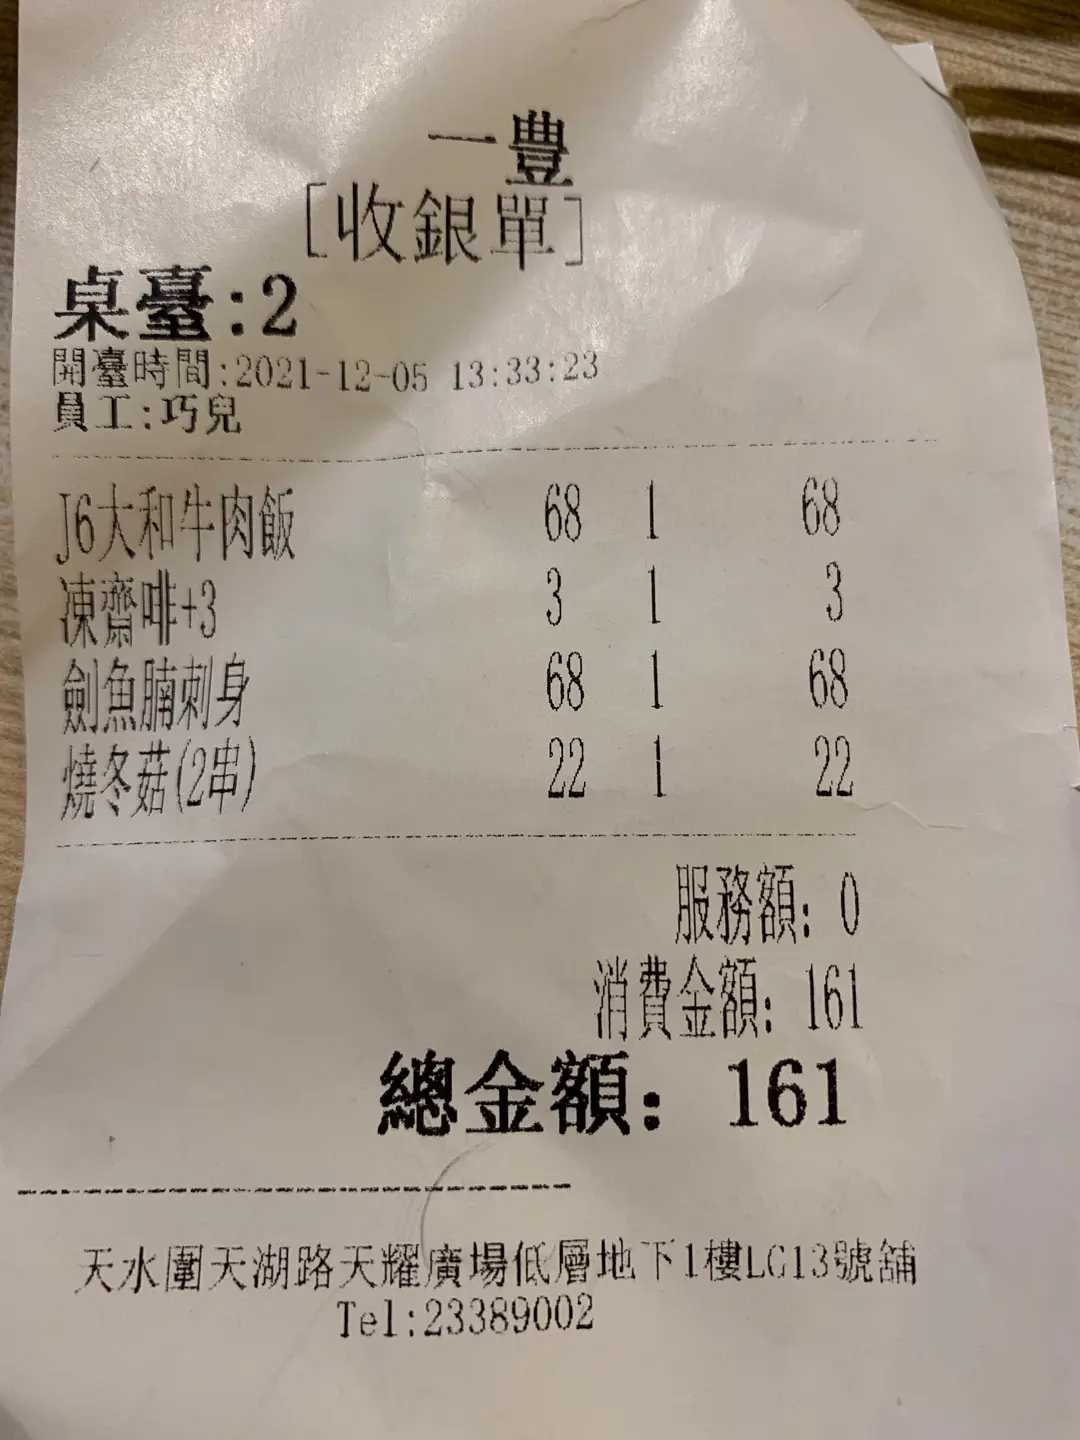 一豐
[收銀單]
桌臺:2
開臺時間:2021-12-05 13:33:23
員工:巧兒
J6大和牛肉飯 68 1 68
凍齋啡+3 3 1 3
劍魚腩刺身 68 1 68
燒冬菇(2串) 22 1 22
服務額: 0
消費金額: 161
總金額: 161
天水圍天湖路天耀廣場低層地下1樓LG13號舖
Tel:23389002